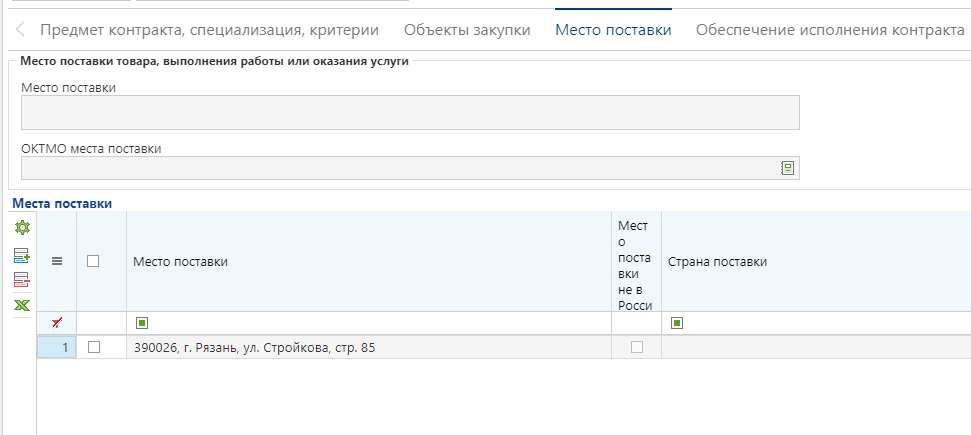 Предмет контракта, специализация, критерии Объекты закупки Место поставки Обеспечение исполнения контракта
Место поставки товара, выполнения работы или оказания услуги
Место поставки
ОКТМО места поставки
Места поставки
Место поставки
Мест
о
поста
вки
не в
Росси
Страна поставки
1 390026, г. Рязань, ул. Стройкова, стр. 85